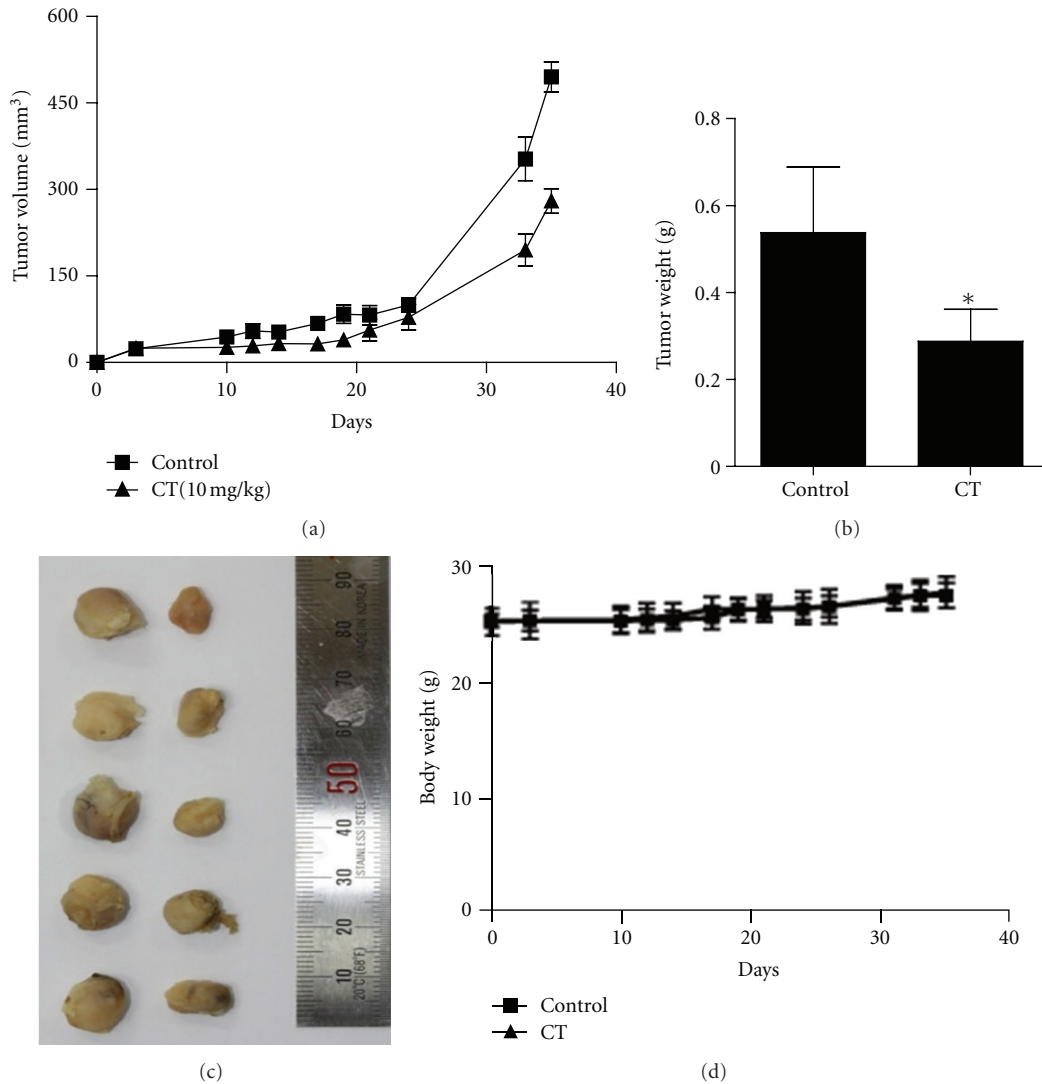 600
450
300
150
0
Tumor volume (mm³)
0 10 20 30 40
Days
Control
CT(10 mg/kg)
(a)
0.8
0.6
0.4
0.2
0
Tumor weight (g)
*
Control CT
(b)
90
80
MADE IN KOREA
70
60
50
40
STAINLESS STEEL
30
20
10
20°C (68°F)
(c)
30
20
10
0
Body weight (g)
0 10 20 30 40
Days
Control
CT
(d)